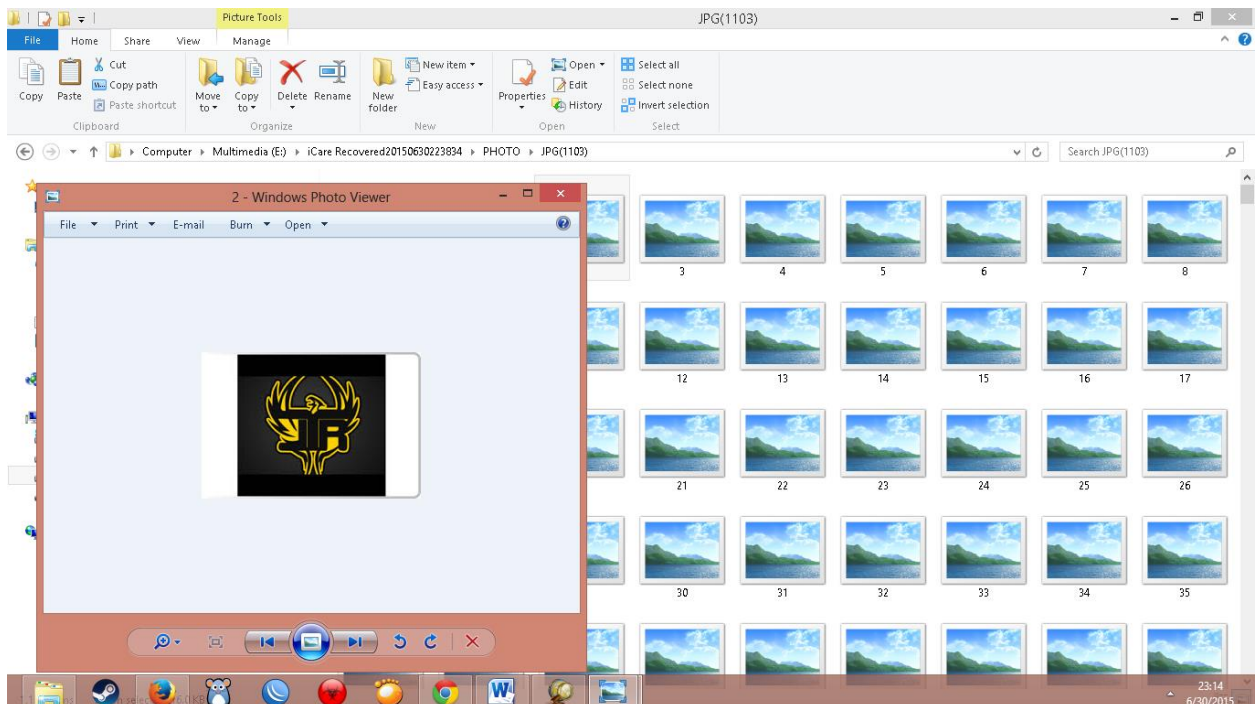 Picture Tools
JPG(1103)
File Home Share View Manage
Copy
Paste
Cut
Copy path
Paste shortcut
Clipboard
Move to
Copy to
Delete
Rename
Organize
New folder
New item
Easy access
New
Properties
Open
Edit
History
Open
Select all
Select none
Invert selection
Select
Computer Multimedia (E:) iCare Recovered20150630223834 PHOTO JPG(1103)
Search JPG(1103)
2 - Windows Photo Viewer
File Print E-mail Burn Open
TR
3 4 5 6 7 8
12 13 14 15 16 17
21 22 23 24 25 26
30 31 32 33 34 35
W
23:14
6/30/2015